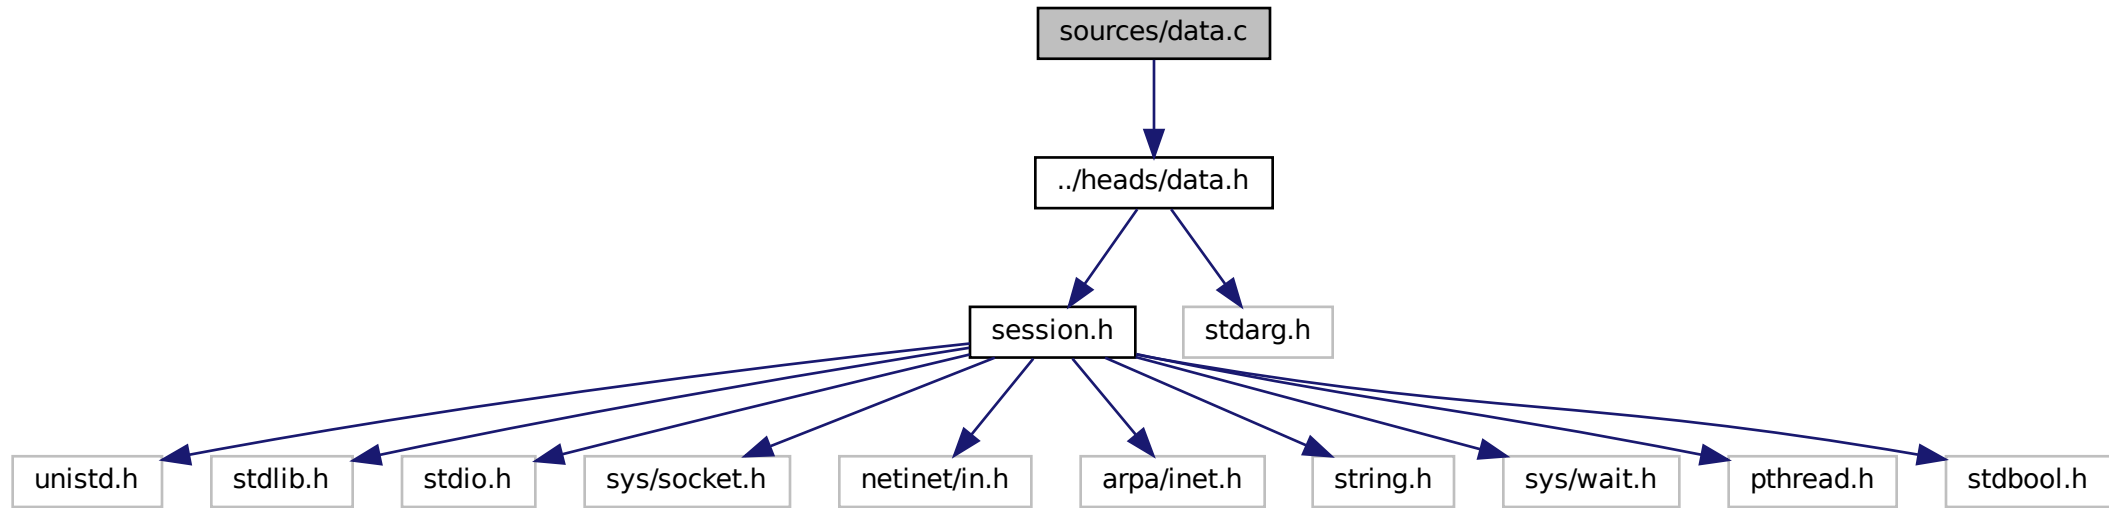 sources/data.c
../heads/data.h
session.h
stdarg.h
unistd.h
stdlib.h
stdio.h
sys/socket.h
netinet/in.h
arpa/inet.h
string.h
sys/wait.h
pthread.h
stdbool.h